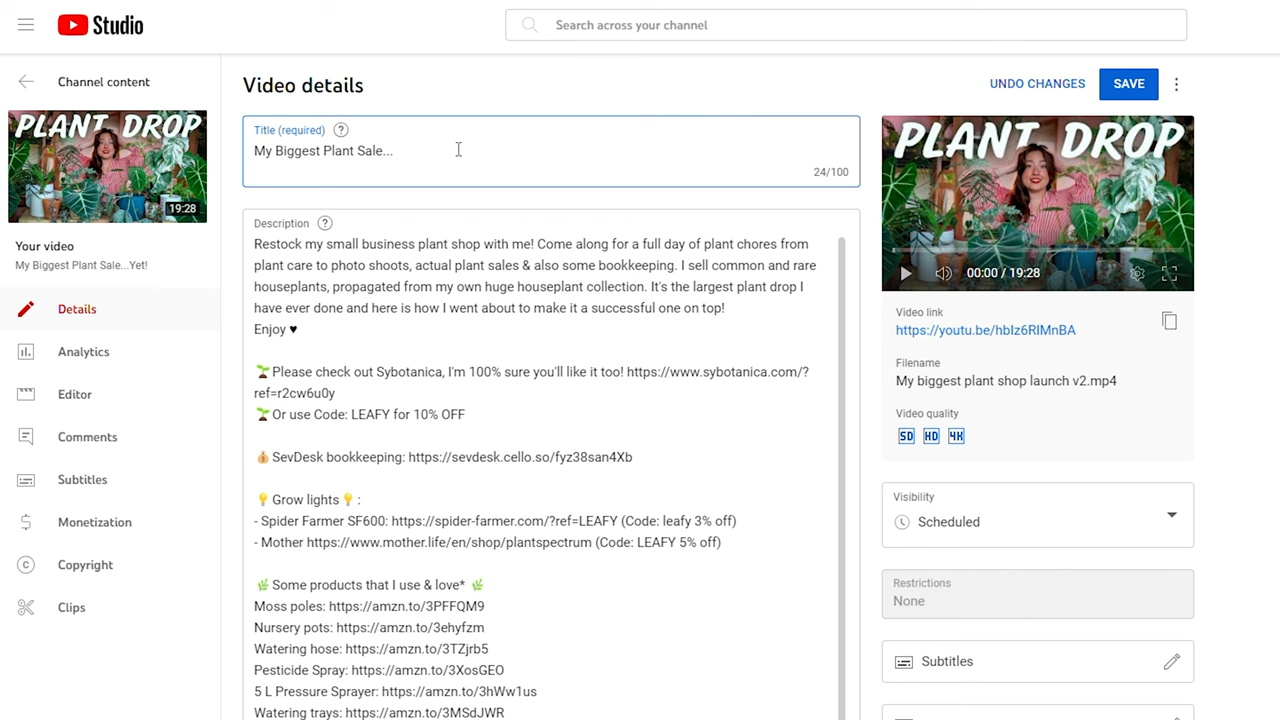 Studio
Search across your channel
Channel content
Video details
UNDO CHANGES
SAVE
PLANT DROP
19:28
Your video
My Biggest Plant Sale...Yet!
Details
Analytics
Editor
Comments
Subtitles
Monetization
Copyright
Clips
Title (required)
My Biggest Plant Sale...
24/100
Description
Restock my small business plant shop with me! Come along for a full day of plant chores from
plant care to photo shoots, actual plant sales & also some bookkeeping. I sell common and rare
houseplants, propagated from my own huge houseplant collection. It's the largest plant drop I
have ever done and here is how I went about to make it a successful one on top!
Enjoy ♥
🌱Please check out Sybotanica, I'm 100% sure you'll like it too! https://www.sybotanica.com/?
ref=r2cw6u0y
🌱Or use Code: LEAFY for 10% OFF
💰SevDesk bookkeeping: https://sevdesk.cello.so/fyz38san4Xb
💡Grow lights💡:
- Spider Farmer SF600: https://spider-farmer.com/?ref=LEAFY (Code: leafy 3% off)
- Mother https://www.mother.life/en/shop/plantspectrum (Code: LEAFY 5% off)
🌿Some products that I use & love* 🌿
Moss poles: https://amzn.to/3PFFQM9
Nursery pots: https://amzn.to/3ehyfzm
Watering hose: https://amzn.to/3TZjrb5
Pesticide Spray: https://amzn.to/3XosGEO
5 L Pressure Sprayer: https://amzn.to/3hWw1us
Watering trays: https://amzn.to/3MSdJWR
PLANT DROP
00:00 / 19:28
Video link
https://youtu.be/hbIz6RIMnBA
Filename
My biggest plant shop launch v2.mp4
Video quality
SD HD 4K
Visibility
Scheduled
Restrictions
None
Subtitles